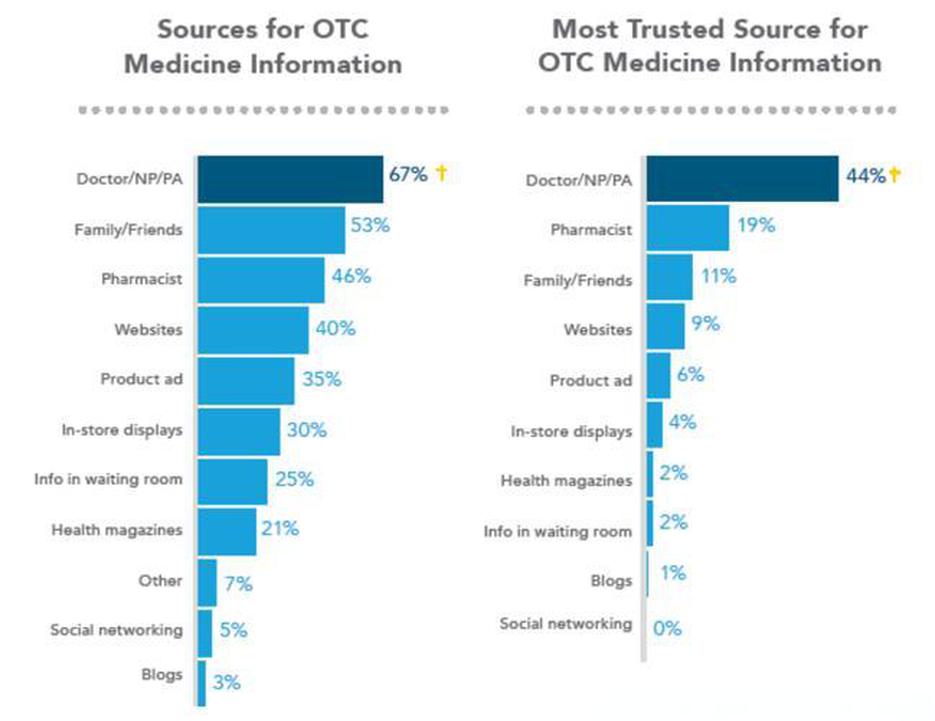 Sources for OTC
Medicine Information
Doctor/NP/PA 67% †
Family/Friends 53%
Pharmacist 46%
Websites 40%
Product ad 35%
In-store displays 30%
Info in waiting room 25%
Health magazines 21%
Other 7%
Social networking 5%
Blogs 3%
Most Trusted Source for
OTC Medicine Information
Doctor/NP/PA 44%†
Pharmacist 19%
Family/Friends 11%
Websites 9%
Product ad 6%
In-store displays 4%
Health magazines 2%
Info in waiting room 2%
Blogs 1%
Social networking 0%